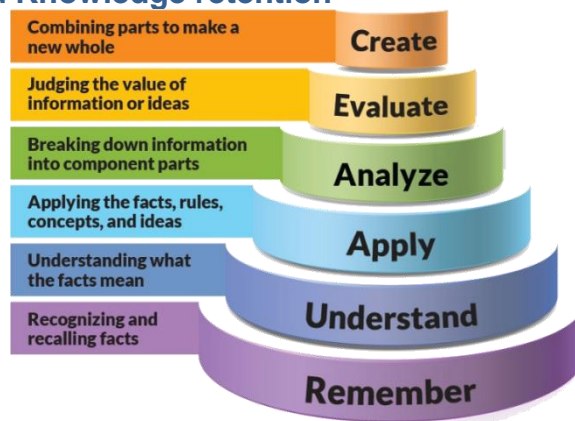 Knowledge retention
Combining parts to make a
new whole
Create
Judging the value of
information or ideas
Evaluate
Breaking down information
into component parts
Analyze
Applying the facts, rules,
concepts, and ideas
Apply
Understanding what
the facts mean
Understand
Recognizing and
recalling facts
Remember